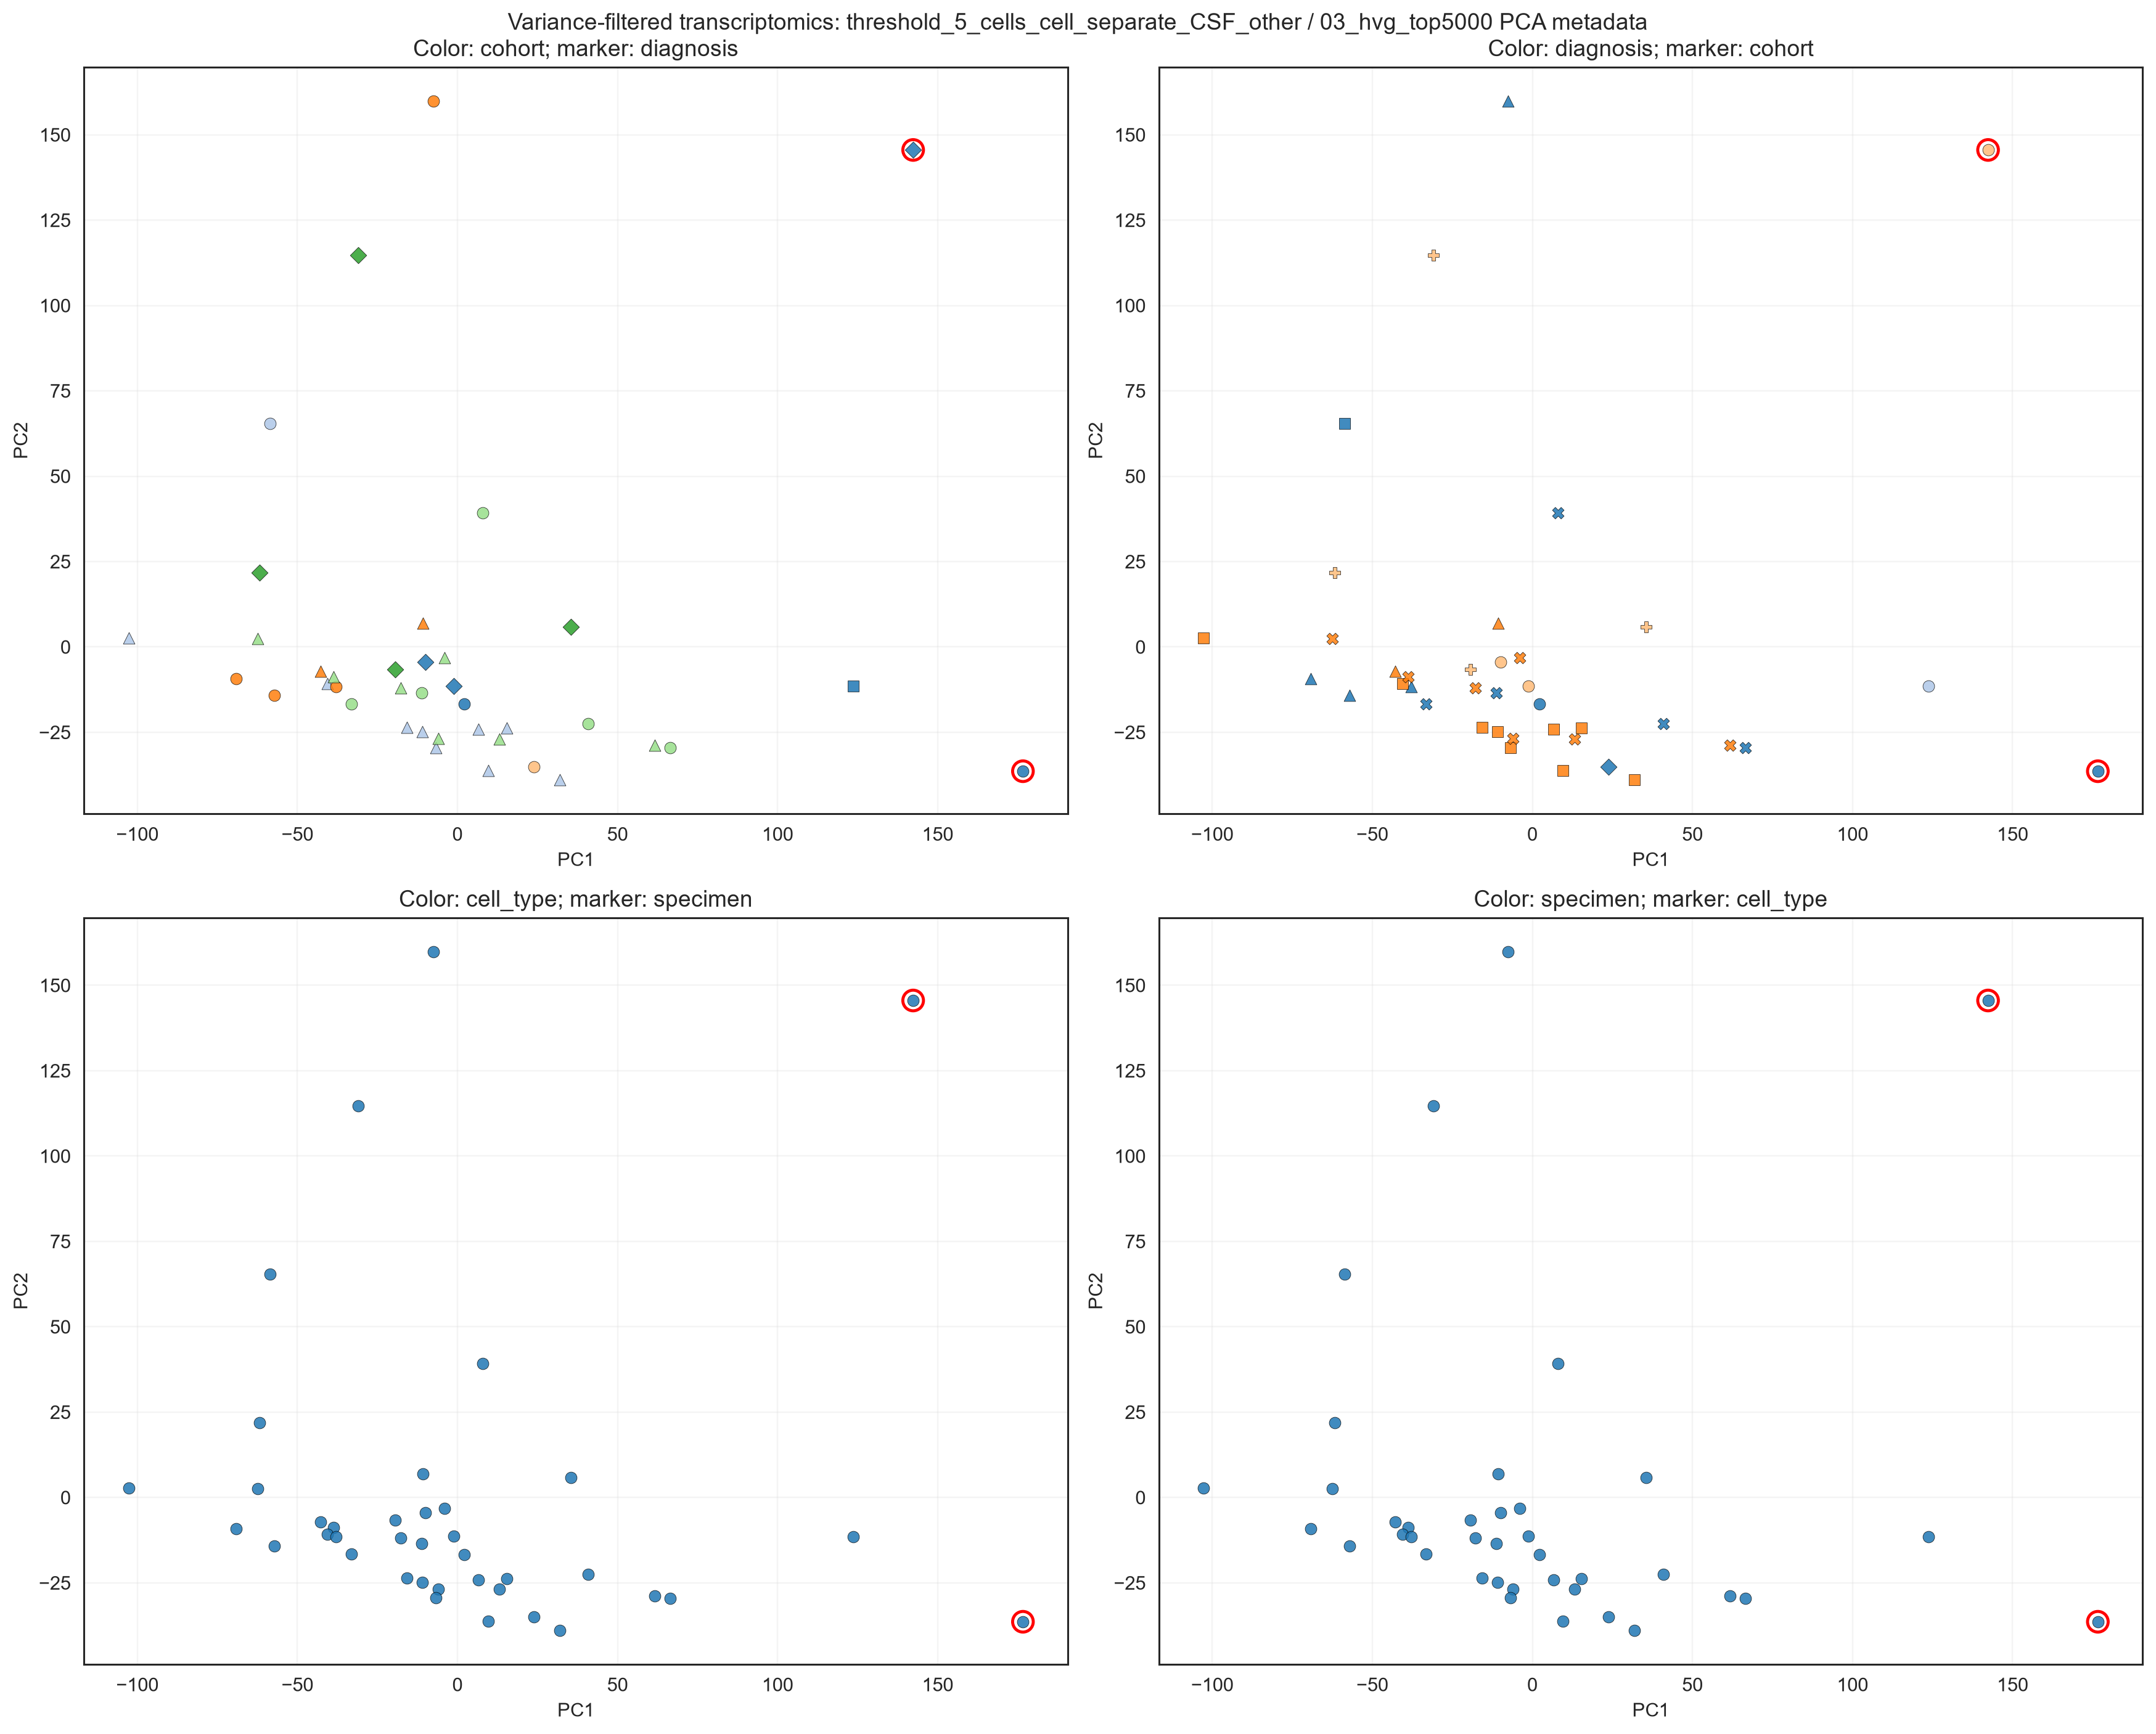 Variance-filtered transcriptomics: threshold_5_cells_cell_separate_CSF_other / 03_hvg_top5000 PCA metadata
Color: cohort; marker: diagnosis
150
125
100
75
50
25
0
−25
PC2
−100 −50 0 50 100 150
PC1
Color: diagnosis; marker: cohort
150
125
100
75
50
25
0
−25
PC2
−100 −50 0 50 100 150
PC1
Color: cell_type; marker: specimen
150
125
100
75
50
25
0
−25
PC2
−100 −50 0 50 100 150
PC1
Color: specimen; marker: cell_type
150
125
100
75
50
25
0
−25
PC2
−100 −50 0 50 100 150
PC1